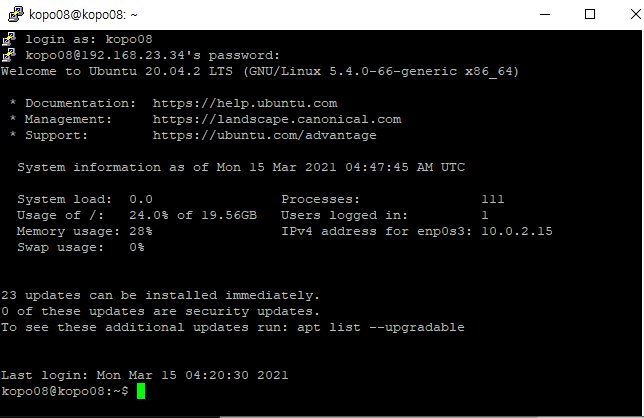 kopo08@kopo08: ~
login as: kopo08
kopo08@192.168.23.34's password:
Welcome to Ubuntu 20.04.2 LTS (GNU/Linux 5.4.0-66-generic x86_64)

 * Documentation:  https://help.ubuntu.com
 * Management:     https://landscape.canonical.com
 * Support:        https://ubuntu.com/advantage

  System information as of Mon 15 Mar 2021 04:47:45 AM UTC

  System load:  0.0                Processes:               111
  Usage of /:   24.0% of 19.56GB   Users logged in:         1
  Memory usage: 28%                IPv4 address for enp0s3: 10.0.2.15
  Swap usage:   0%

23 updates can be installed immediately.
0 of these updates are security updates.
To see these additional updates run: apt list --upgradable

Last login: Mon Mar 15 04:20:30 2021
kopo08@kopo08:~$